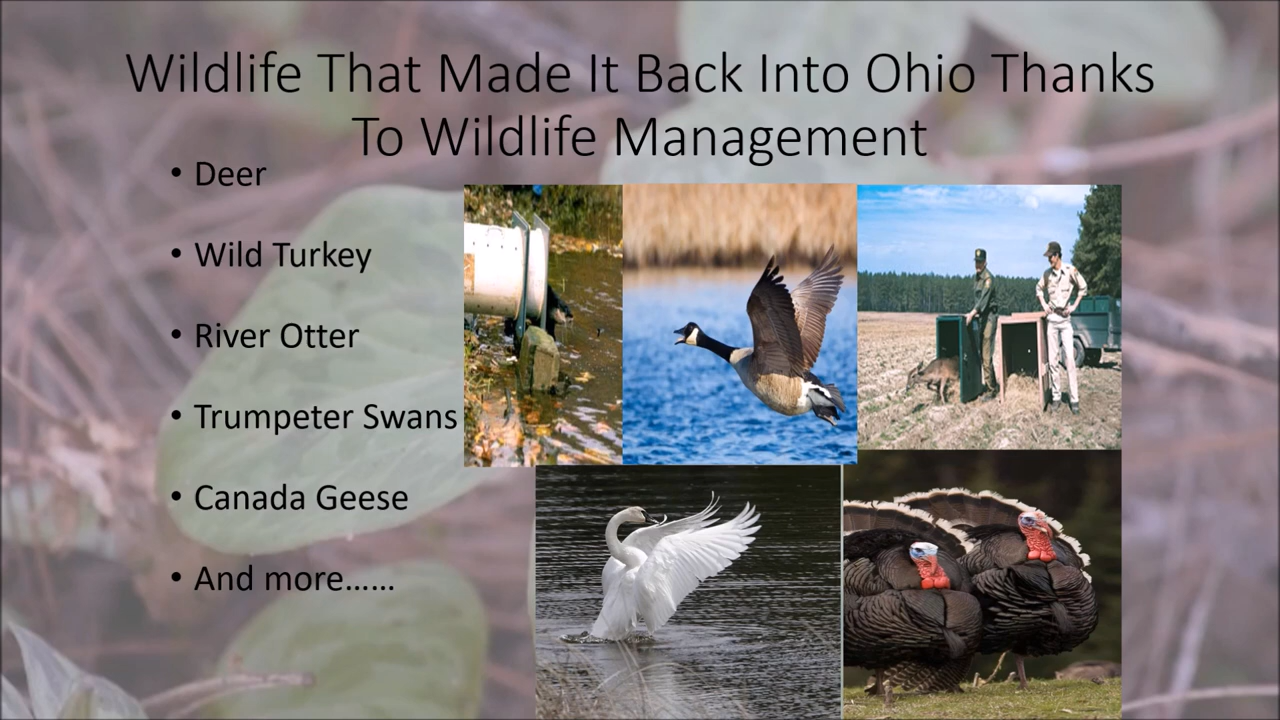 Wildlife That Made It Back Into Ohio Thanks
To Wildlife Management
• Deer
• Wild Turkey
• River Otter
• Trumpeter Swans
• Canada Geese
• And more……